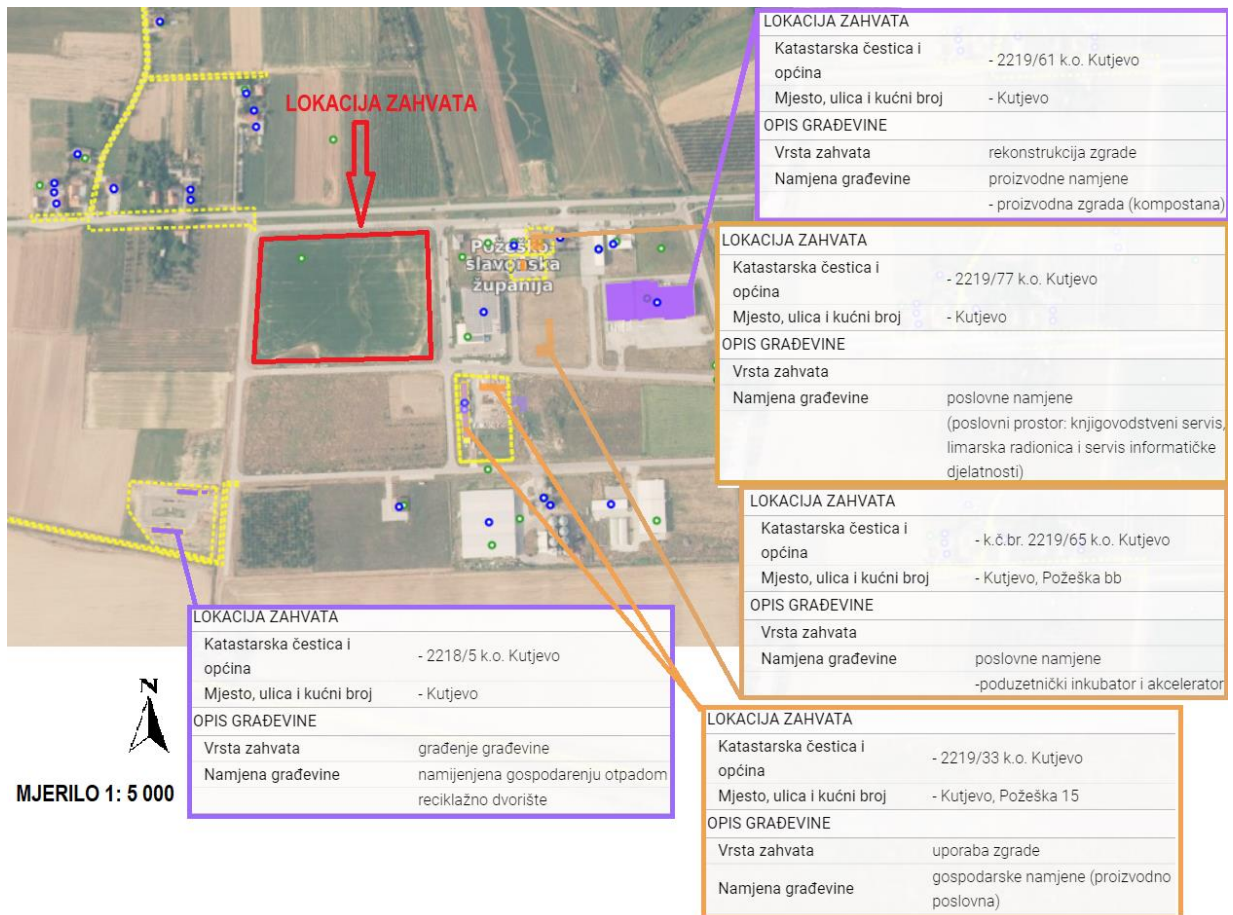 LOKACIJA ZAHVATA
Požeško-
slavonska
županija
LOKACIJA ZAHVATA
Katastarska čestica i
općina
- 2219/61 k.o. Kutjevo
Mjesto, ulica i kućni broj - Kutjevo
OPIS GRAĐEVINE
Vrsta zahvata rekonstrukcija zgrade
Namjena građevine proizvodne namjene
- proizvodna zgrada (kompostana)
LOKACIJA ZAHVATA
Katastarska čestica i
općina
- 2219/77 k.o. Kutjevo
Mjesto, ulica i kućni broj - Kutjevo
OPIS GRAĐEVINE
Vrsta zahvata
Namjena građevine poslovne namjene
(poslovni prostor: knjigovodstveni servis,
limarska radionica i servis informatičke
djelatnosti)
LOKACIJA ZAHVATA
Katastarska čestica i
općina
- k.č.br. 2219/65 k.o. Kutjevo
Mjesto, ulica i kućni broj - Kutjevo, Požeška bb
OPIS GRAĐEVINE
Vrsta zahvata
Namjena građevine poslovne namjene
-poduzetnički inkubator i akcelerator
LOKACIJA ZAHVATA
Katastarska čestica i
općina
- 2218/5 k.o. Kutjevo
Mjesto, ulica i kućni broj - Kutjevo
OPIS GRAĐEVINE
Vrsta zahvata građenje građevine
Namjena građevine namijenjena gospodarenju otpadom
reciklažno dvorište
LOKACIJA ZAHVATA
Katastarska čestica i
općina
- 2219/33 k.o. Kutjevo
Mjesto, ulica i kućni broj - Kutjevo, Požeška 15
OPIS GRAĐEVINE
Vrsta zahvata uporaba zgrade
Namjena građevine gospodarske namjene (proizvodno
poslovna)
N
MJERILO 1: 5 000